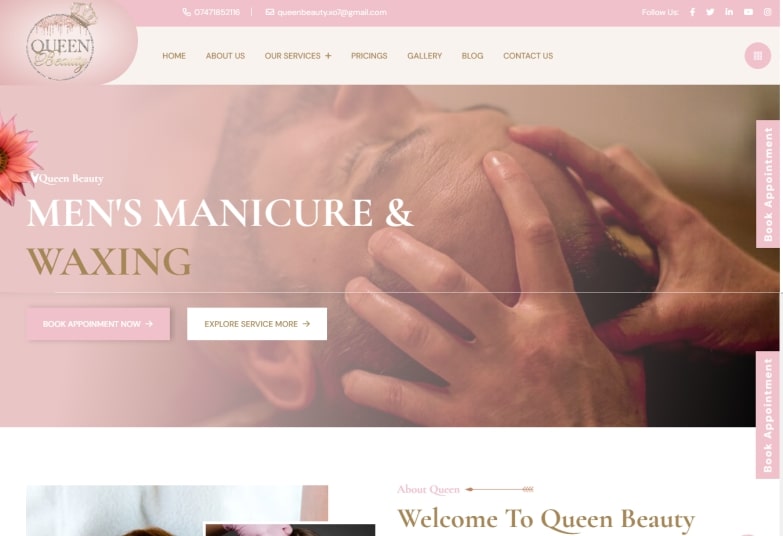 07471852116
queenbeauty.xo7@gmail.com
Follow Us:
QUEEN
Beauty
HOME
ABOUT US
OUR SERVICES +
PRICINGS
GALLERY
BLOG
CONTACT US
Queen Beauty
MEN'S MANICURE &
WAXING
BOOK APPOINMENT NOW →
EXPLORE SERVICE MORE →
Book Appointment
Book Appointment
About Queen
Welcome To Queen Beauty